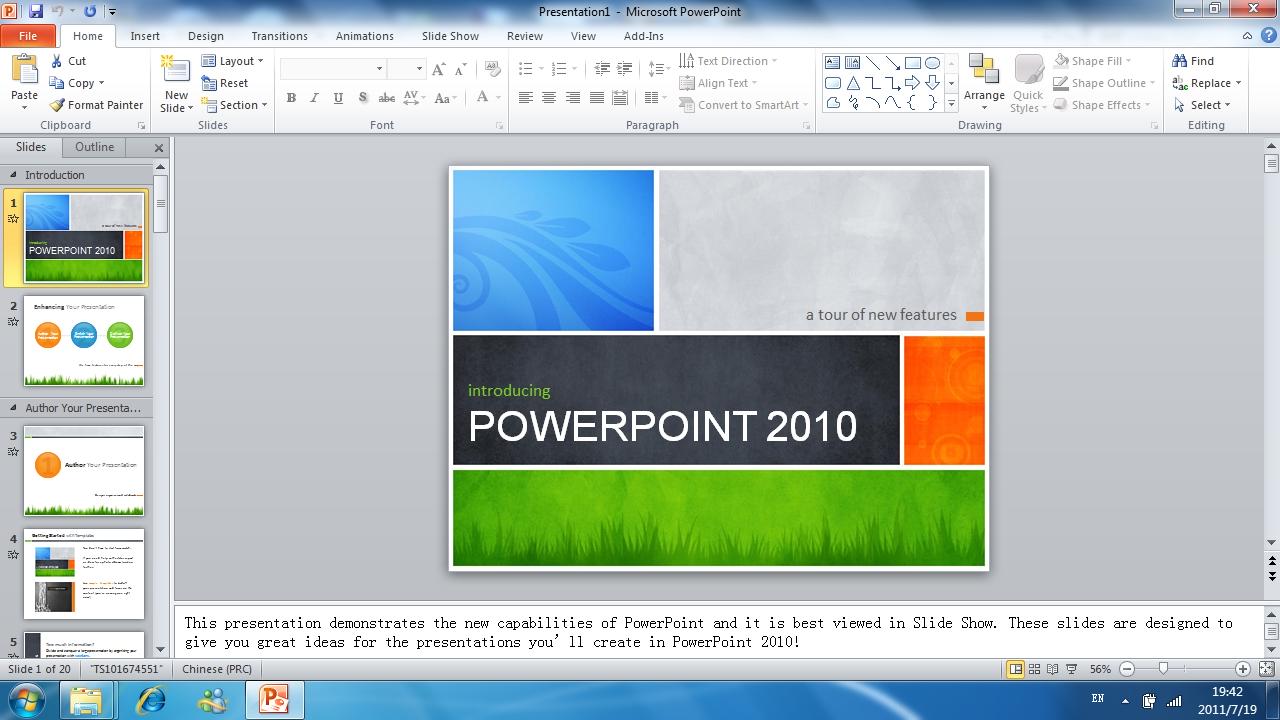 Presentation1 - Microsoft PowerPoint
File Home Insert Design Transitions Animations Slide Show Review View Add-Ins
Paste
Cut
Copy
Format Painter
Clipboard
New Slide
Layout
Reset
Section
Slides
B I U S abc AV Aa A
Font
Text Direction
Align Text
Convert to SmartArt
Paragraph
Arrange
Quick Styles
Shape Fill
Shape Outline
Shape Effects
Drawing
Find
Replace
Select
Editing
Slides Outline
Introduction
1
a tour of new features
introducing
POWERPOINT 2010
2
Enhancing Your Presentation
Author Your Presenta...
3
1
Author Your Presentation
4
Getting Started with Templates
5
a tour of new features
introducing
POWERPOINT 2010
This presentation demonstrates the new capabilities of PowerPoint and it is best viewed in Slide Show. These slides are designed to
give you great ideas for the presentations you'll create in PowerPoint 2010!
Slide 1 of 20 "TS101674551" Chinese (PRC) 56%
EN
19:42
2011/7/19